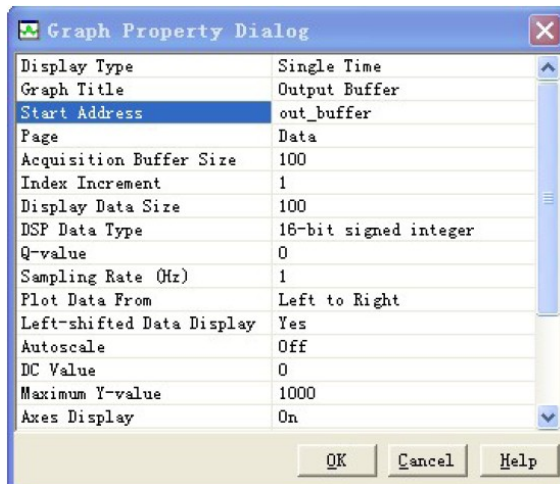 Graph Property Dialog
Display Type Single Time
Graph Title Output Buffer
Start Address out_buffer
Page Data
Acquisition Buffer Size 100
Index Increment 1
Display Data Size 100
DSP Data Type 16-bit signed integer
Q-value 0
Sampling Rate (Hz) 1
Plot Data From Left to Right
Left-shifted Data Display Yes
Autoscale Off
DC Value 0
Maximum Y-value 1000
Axes Display On
OK Cancel Help